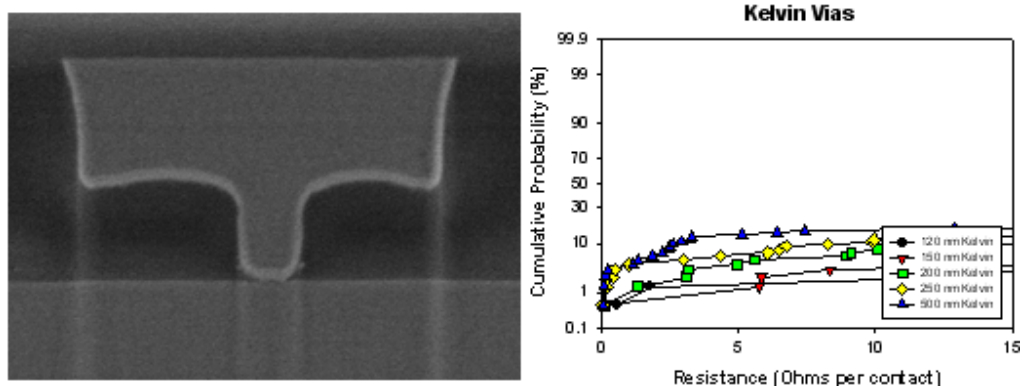 Kelvin Vias
99.9
99
90
70
50
30
10
1
0.1
Cumulative Probability (%)
120 nm Kelvin
150 nm Kelvin
200 nm Kelvin
250 nm Kelvin
500 nm Kelvin
0 5 10 15
Resistance (Ohms per contact)